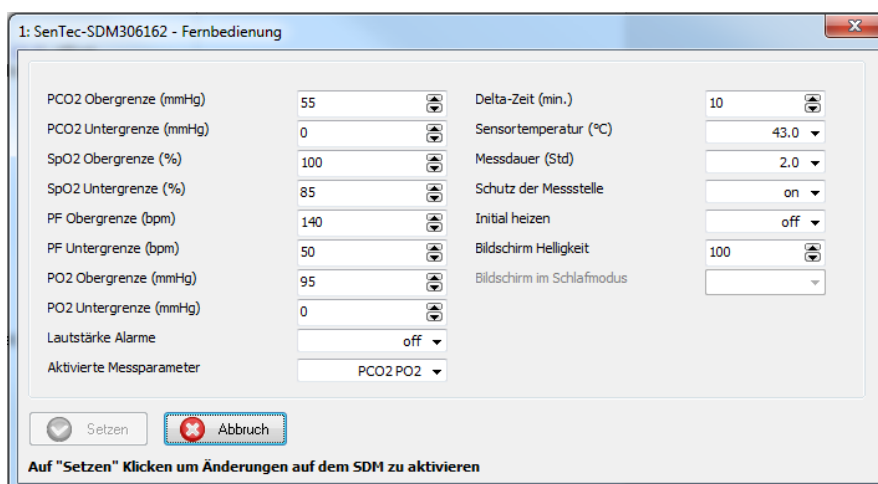 1: SenTec-SDM306162 - Fernbedienung
PCO2 Obergrenze (mmHg) 55
PCO2 Untergrenze (mmHg) 0
SpO2 Obergrenze (%) 100
SpO2 Untergrenze (%) 85
PF Obergrenze (bpm) 140
PF Untergrenze (bpm) 50
PO2 Obergrenze (mmHg) 95
PO2 Untergrenze (mmHg) 0
Lautstärke Alarme off
Aktivierte Messparameter PCO2 PO2
Delta-Zeit (min.) 10
Sensortemperatur (°C) 43.0
Messdauer (Std) 2.0
Schutz der Messstelle on
Initial heizen off
Bildschirm Helligkeit 100
Bildschirm im Schlafmodus
Setzen Abbruch
Auf "Setzen" Klicken um Änderungen auf dem SDM zu aktivieren